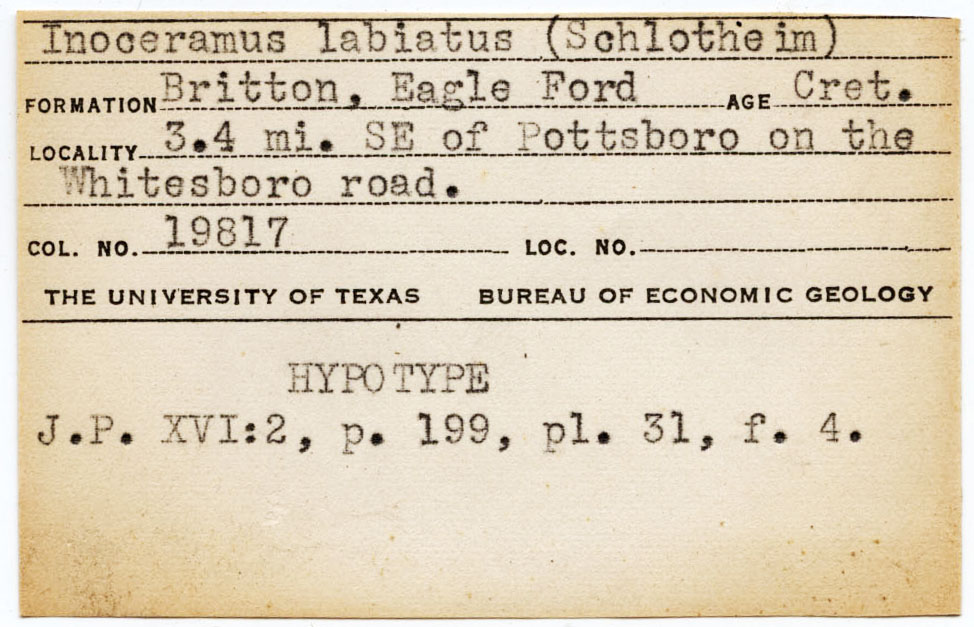 Inoceramus labiatus (Schlotheim)
FORMATION Britton, Eagle Ford AGE Cret.
LOCALITY 3.4 mi. SE of Pottsboro on the
Whitesboro road.
COL. NO. 19817 LOC. NO.
THE UNIVERSITY OF TEXAS BUREAU OF ECONOMIC GEOLOGY
HYPOTYPE
J.P. XVI:2, p. 199, pl. 31, f. 4.